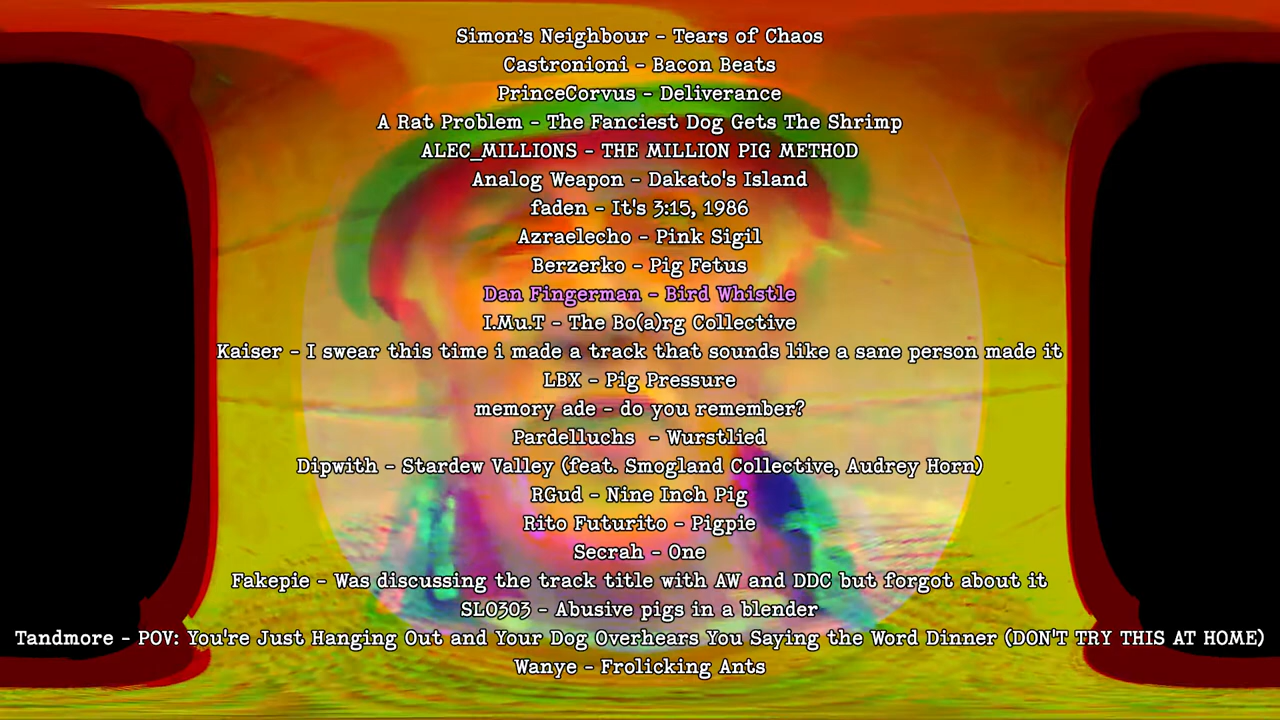 Simon's Neighbour - Tears of Chaos
Castronioni - Bacon Beats
PrinceCorvus - Deliverance
A Rat Problem - The Fanciest Dog Gets The Shrimp
ALEC_MILLIONS - THE MILLION PIG METHOD
Analog Weapon - Dakato's Island
faden - It's 3:15, 1986
Azraelecho - Pink Sigil
Berzerko - Pig Fetus
Dan Fingerman - Bird Whistle
I.Mu.T - The Bo(a)rg Collective
Kaiser - I swear this time i made a track that sounds like a sane person made it
LBX - Pig Pressure
memory ade - do you remember?
Pardelluchs - Wurstlied
Dipwith - Stardew Valley (feat. Smogland Collective, Audrey Horn)
RGud - Nine Inch Pig
Rito Futurito - Pigpie
Secrah - One
Fakepie - Was discussing the track title with AW and DDC but forgot about it
SL0303 - Abusive pigs in a blender
Tandmore - POV: You're Just Hanging Out and Your Dog Overhears You Saying the Word Dinner (DON'T TRY THIS AT HOME)
Wanye - Frolicking Ants